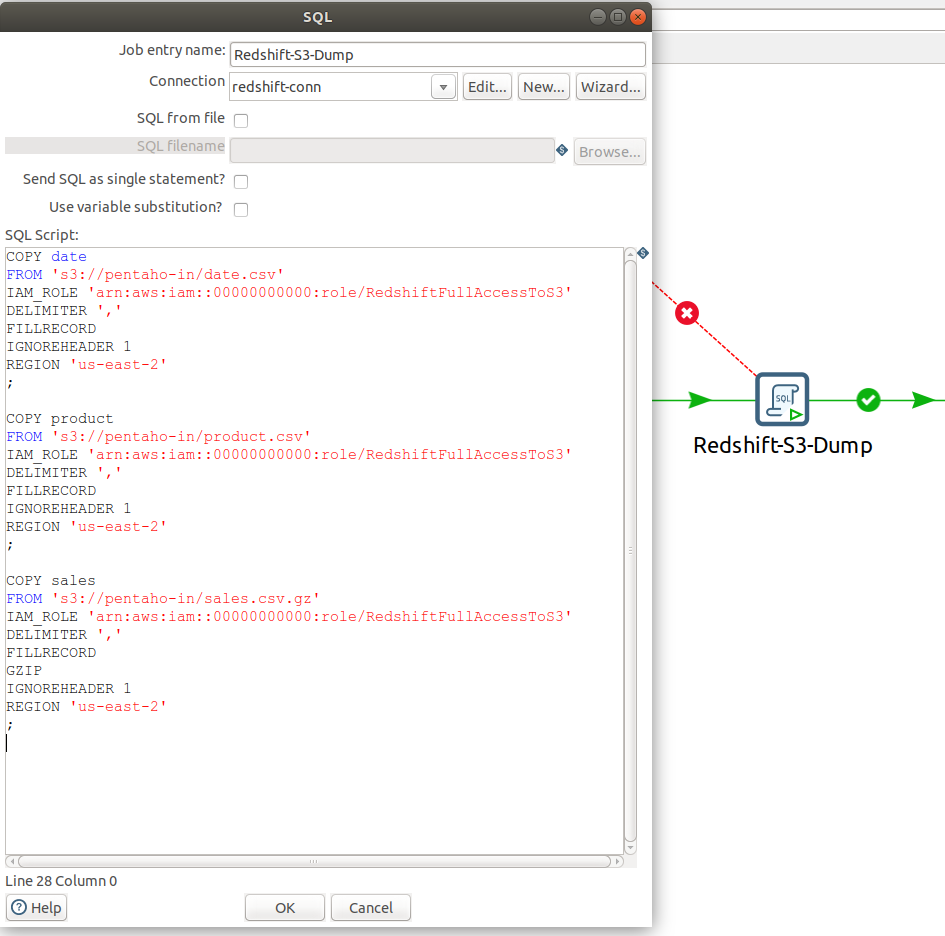 SQL
Job entry name: Redshift-S3-Dump
Connection redshift-conn Edit... New... Wizard...
SQL from file
SQL filename Browse...
Send SQL as single statement?
Use variable substitution?
SQL Script:
COPY date
FROM 's3://pentaho-in/date.csv'
IAM_ROLE 'arn:aws:iam::00000000000:role/RedshiftFullAccessToS3'
DELIMITER ','
FILLRECORD
IGNOREHEADER 1
REGION 'us-east-2'
;
COPY product
FROM 's3://pentaho-in/product.csv'
IAM_ROLE 'arn:aws:iam::00000000000:role/RedshiftFullAccessToS3'
DELIMITER ','
FILLRECORD
IGNOREHEADER 1
REGION 'us-east-2'
;
COPY sales
FROM 's3://pentaho-in/sales.csv.gz'
IAM_ROLE 'arn:aws:iam::00000000000:role/RedshiftFullAccessToS3'
DELIMITER ','
FILLRECORD
GZIP
IGNOREHEADER 1
REGION 'us-east-2'
;
Line 28 Column 0
Help OK Cancel
SQL
Redshift-S3-Dump